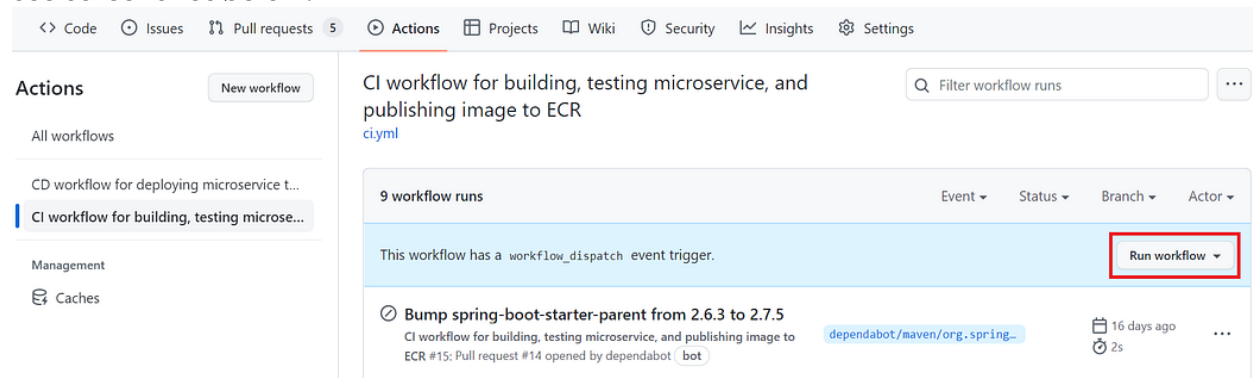 Code Issues Pull requests 5 Actions Projects Wiki Security Insights Settings
Actions
New workflow
All workflows
CD workflow for deploying microservice t...
CI workflow for building, testing microse...
Management
Caches
CI workflow for building, testing microservice, and
publishing image to ECR
ci.yml
Filter workflow runs
9 workflow runs
Event Status Branch Actor
This workflow has a workflow_dispatch event trigger.
Run workflow
Bump spring-boot-starter-parent from 2.6.3 to 2.7.5
CI workflow for building, testing microservice, and publishing image to
ECR #15: Pull request #14 opened by dependabot bot
dependabot/maven/org.spring…
16 days ago
2s